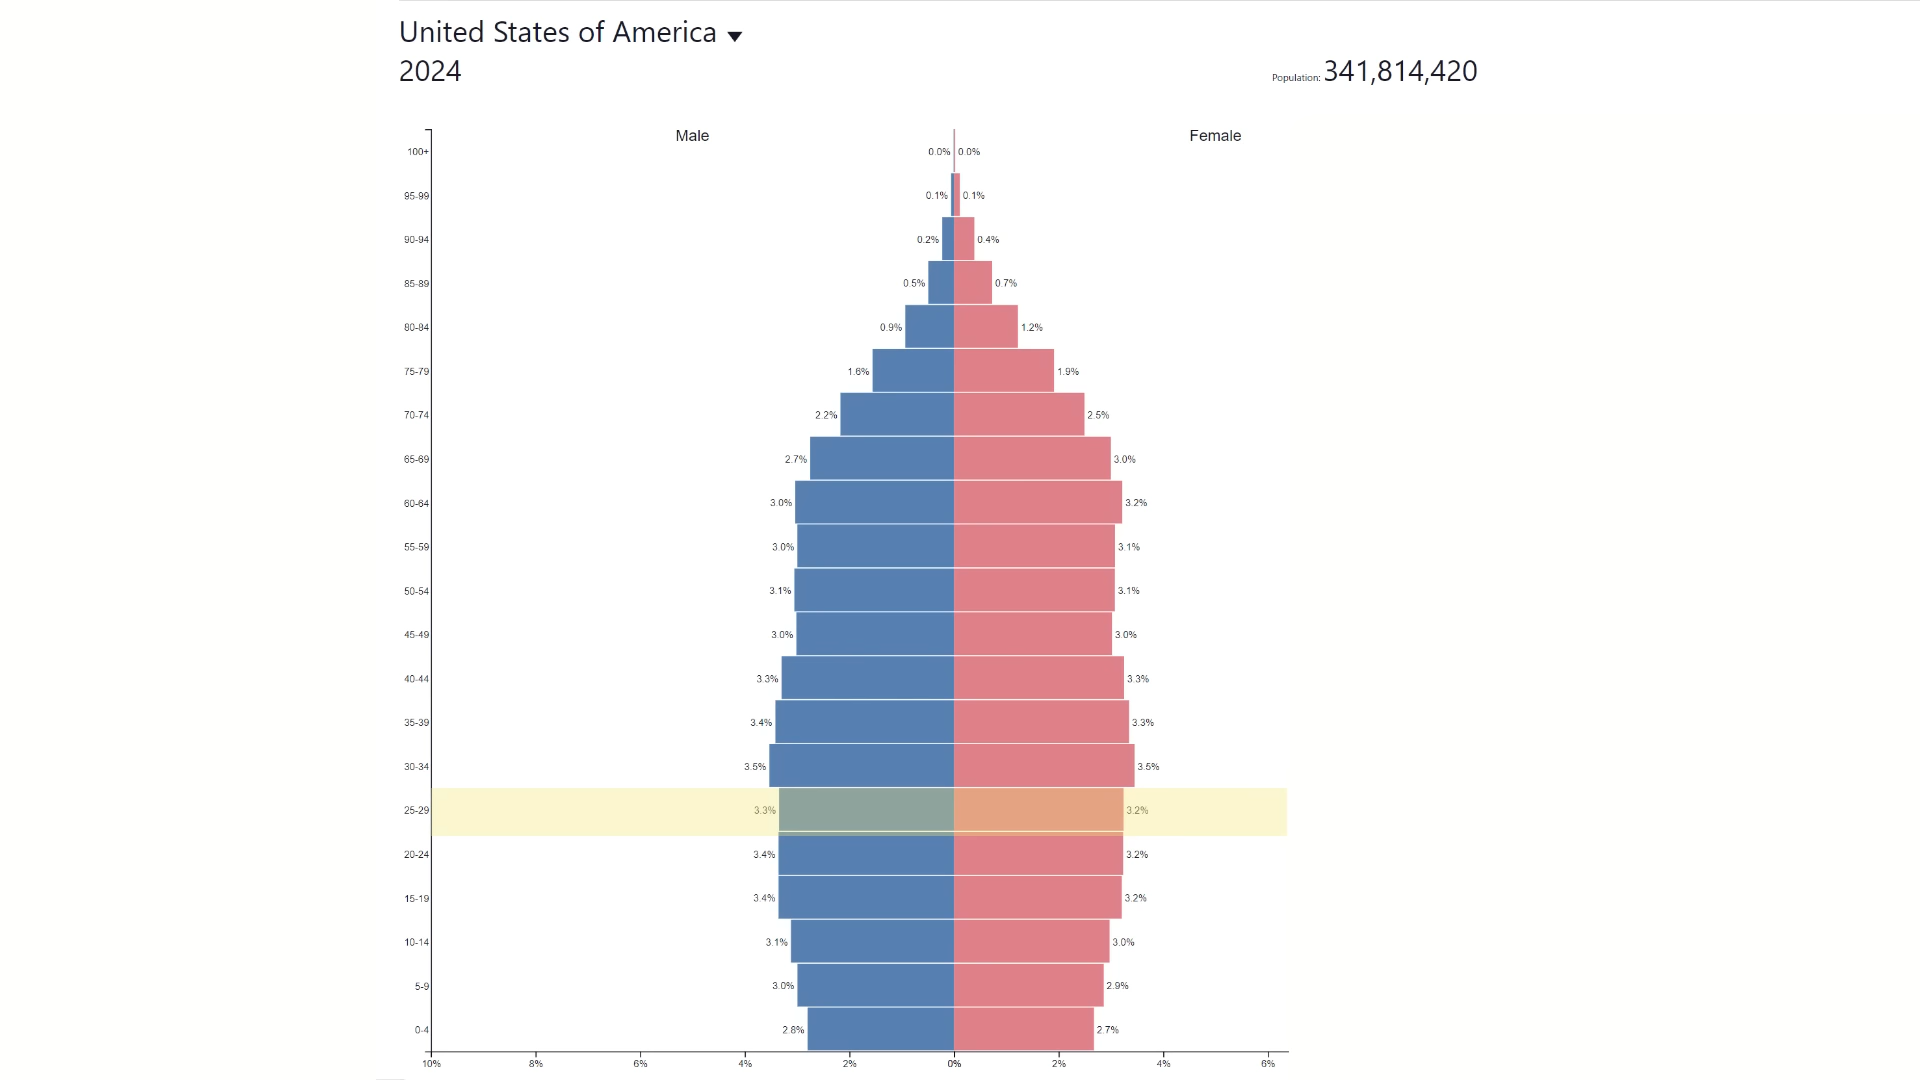 United States of America
2024
Population: 341,814,420
Male Female
100+ 0.0% 0.0%
95-99 0.1% 0.1%
90-94 0.2% 0.4%
85-89 0.5% 0.7%
80-84 0.9% 1.2%
75-79 1.6% 1.9%
70-74 2.2% 2.5%
65-69 2.7% 3.0%
60-64 3.0% 3.2%
55-59 3.0% 3.1%
50-54 3.1% 3.1%
45-49 3.0% 3.0%
40-44 3.3% 3.3%
35-39 3.4% 3.3%
30-34 3.5% 3.5%
25-29 3.3% 3.2%
20-24 3.4% 3.2%
15-19 3.4% 3.2%
10-14 3.1% 3.0%
5-9 3.0% 2.9%
0-4 2.8% 2.7%
10% 8% 6% 4% 2% 0% 2% 4% 6%